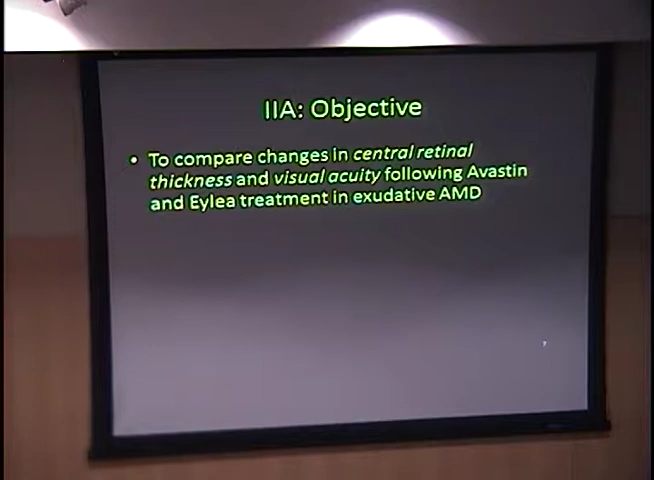 IIA: Objective
• To compare changes in central retinal
thickness and visual acuity following Avastin
and Eylea treatment in exudative AMD